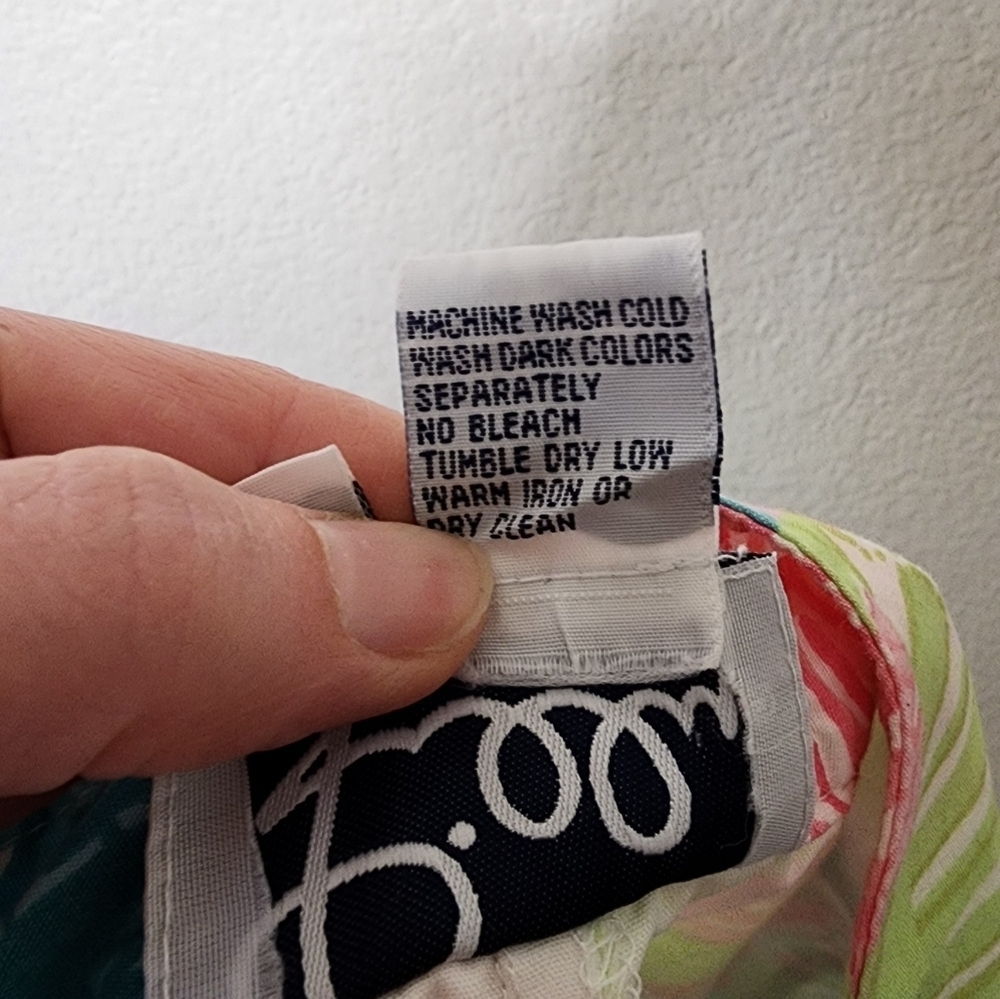 MACHINE WASH COLD
WASH DARK COLORS
SEPARATELY
NO BLEACH
TUMBLE DRY LOW
WARM IRON OR
DRY CLEAN